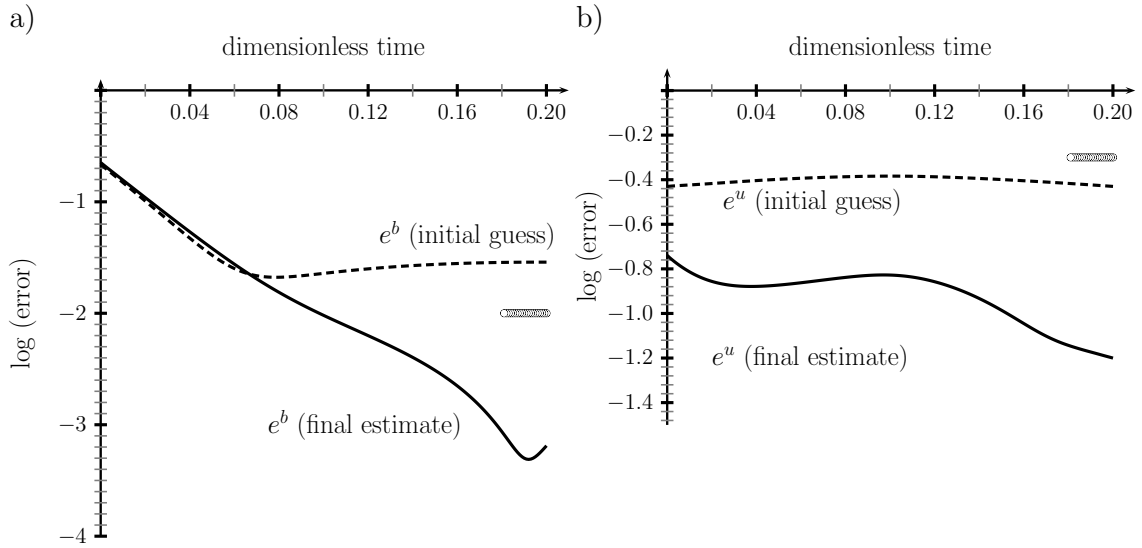 a)
dimensionless time
0.04 0.08 0.12 0.16 0.20
−1
−2
−3
−4
log (error)
e^b (initial guess)
e^b (final estimate)
b)
dimensionless time
0.04 0.08 0.12 0.16 0.20
−0.2
−0.4
−0.6
−0.8
−1.0
−1.2
−1.4
log (error)
e^u (initial guess)
e^u (final estimate)